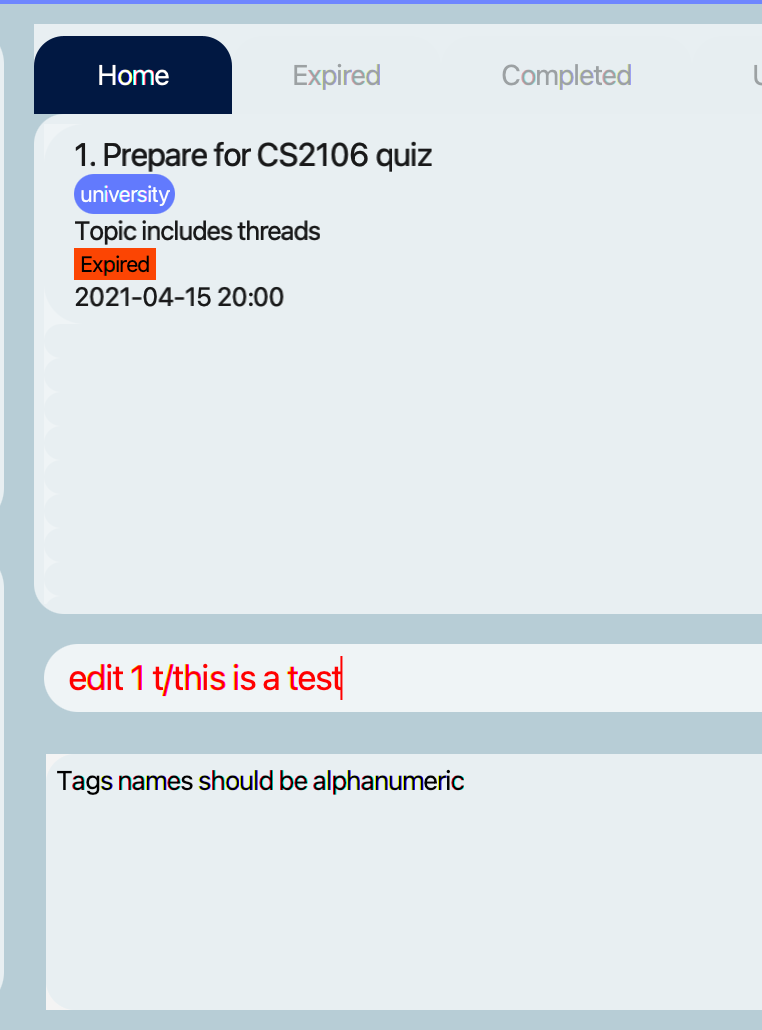 Home Expired Completed
1. Prepare for CS2106 quiz
university
Topic includes threads
Expired
2021-04-15 20:00
edit 1 t/this is a test
Tags names should be alphanumeric